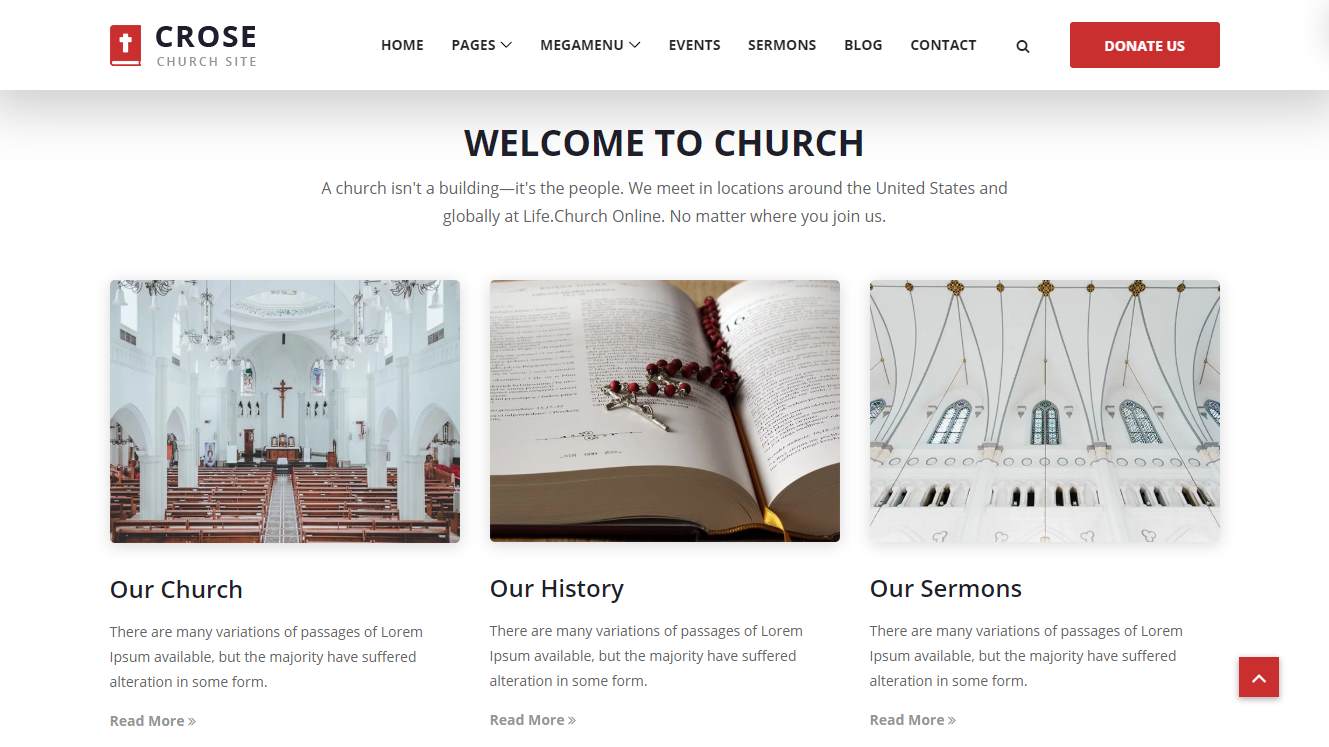 CROSE
CHURCH SITE
HOME PAGES MEGAMENU EVENTS SERMONS BLOG CONTACT
DONATE US
WELCOME TO CHURCH
A church isn't a building—it's the people. We meet in locations around the United States and
globally at Life.Church Online. No matter where you join us.
Our Church
There are many variations of passages of Lorem
Ipsum available, but the majority have suffered
alteration in some form.
Read More »
Our History
There are many variations of passages of Lorem
Ipsum available, but the majority have suffered
alteration in some form.
Read More »
Our Sermons
There are many variations of passages of Lorem
Ipsum available, but the majority have suffered
alteration in some form.
Read More »